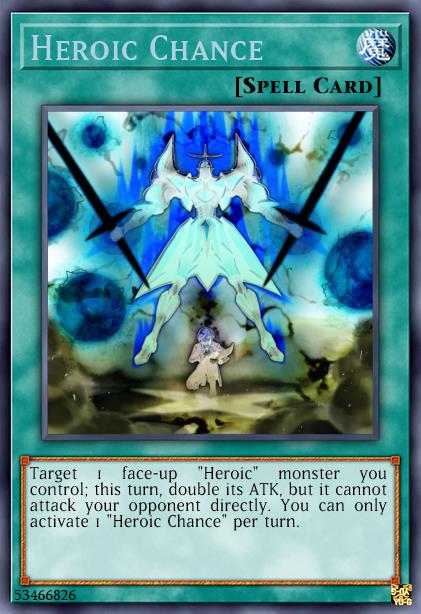 Heroic Chance
魔
[Spell Card]
Target 1 face-up "Heroic" monster you
control; this turn, double its ATK, but it cannot
attack your opponent directly. You can only
activate 1 "Heroic Chance" per turn.
53466826